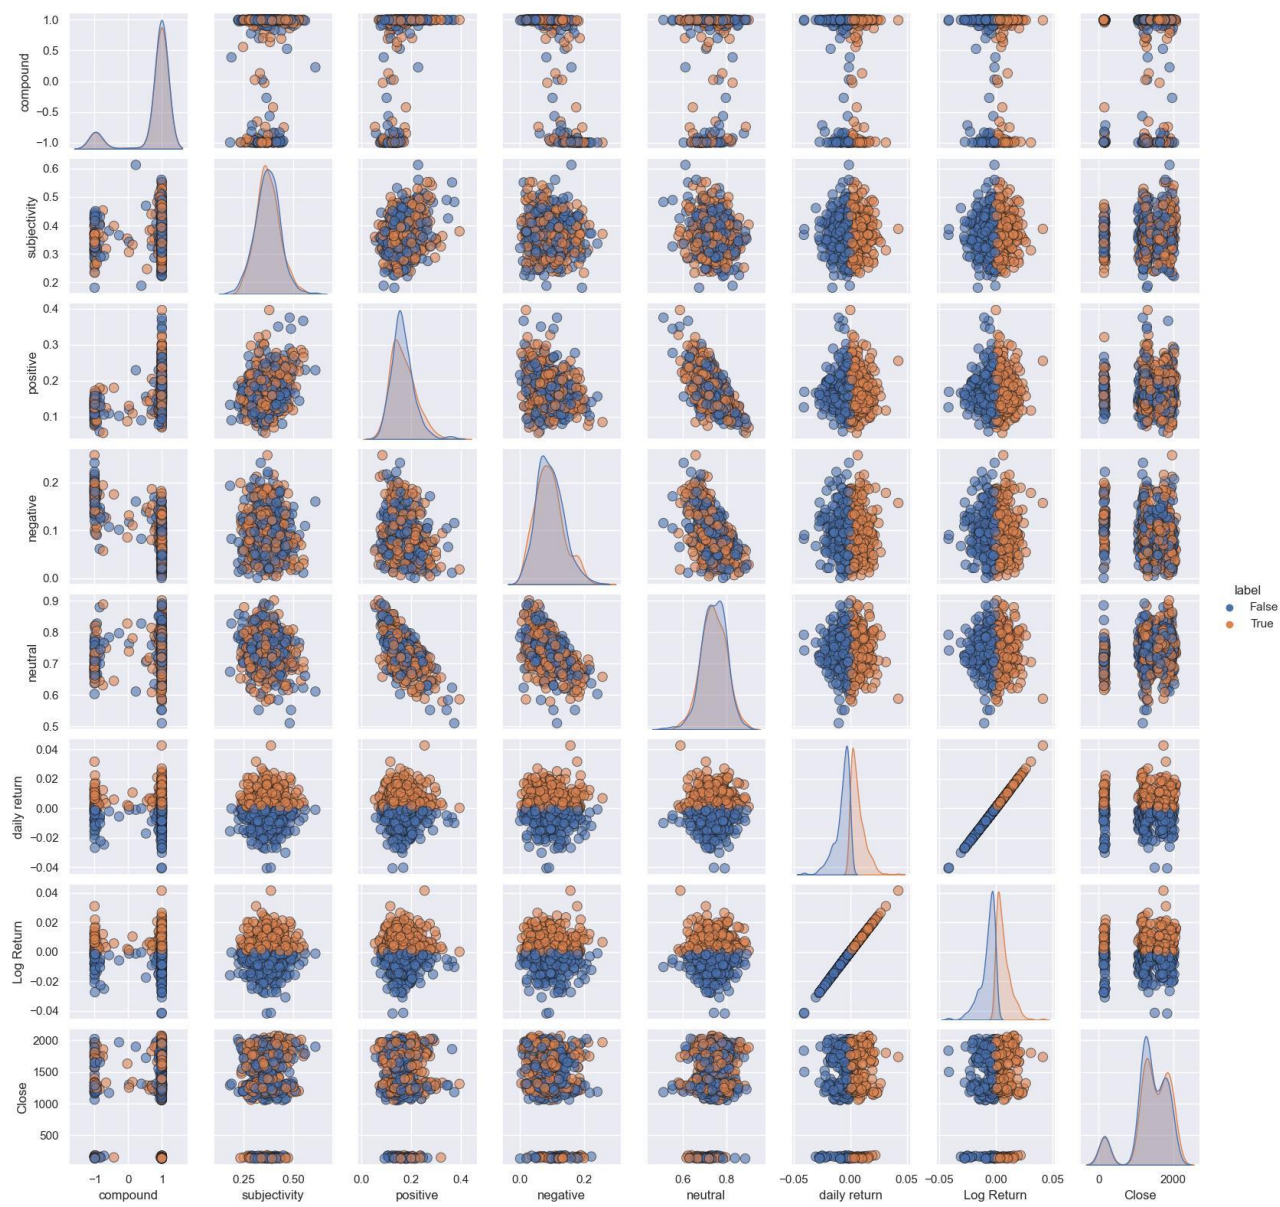 1.0
0.5
0.0
−0.5
−1.0
compound
0.6
0.5
0.4
0.3
0.2
subjectivity
0.4
0.3
0.2
0.1
positive
0.2
0.1
0.0
negative
0.9
0.8
0.7
0.6
0.5
neutral
label
False
True
0.04
0.02
0.00
−0.02
−0.04
daily return
0.04
0.02
0.00
−0.02
−0.04
Log Return
2000
1500
1000
500
Close
−1 0 1
compound
0.25 0.50
subjectivity
0.0 0.2 0.4
positive
0.0 0.2
negative
0.6 0.8
neutral
−0.05 0.00 0.05
daily return
−0.05 0.00 0.05
Log Return
0 2000
Close